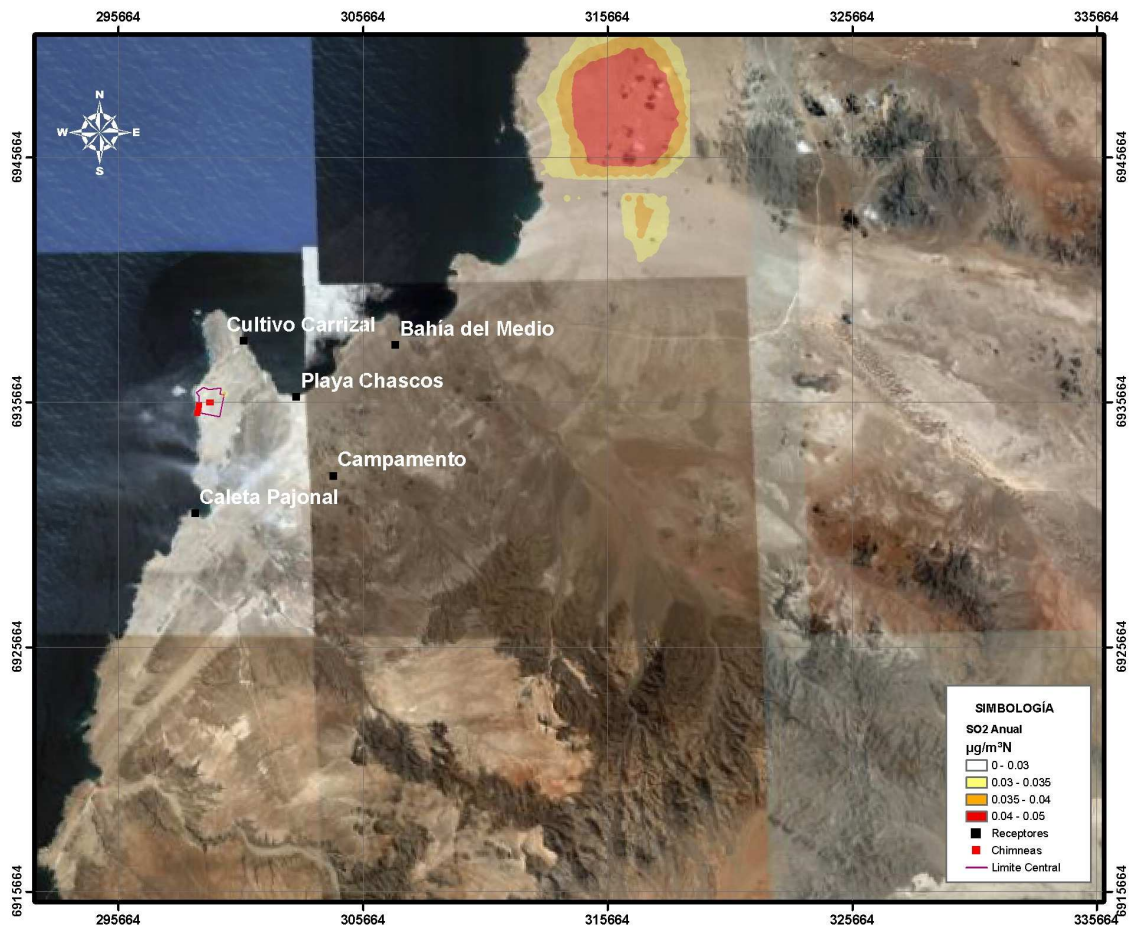 295664 305664 315664 325664 335664
N
W E
S
6945664 6945664
Cultivo Carrizal
Bahía del Medio
Playa Chascos
6935664 6935664
Campamento
Caleta Pajonal
6925664 6925664
SIMBOLOGÍA
SO2 Anual
µg/m³N
0 - 0.03
0.03 - 0.035
0.035 - 0.04
0.04 - 0.05
Receptores
Chimneas
Limite Central
6915664 6915664
295664 305664 315664 325664 335664